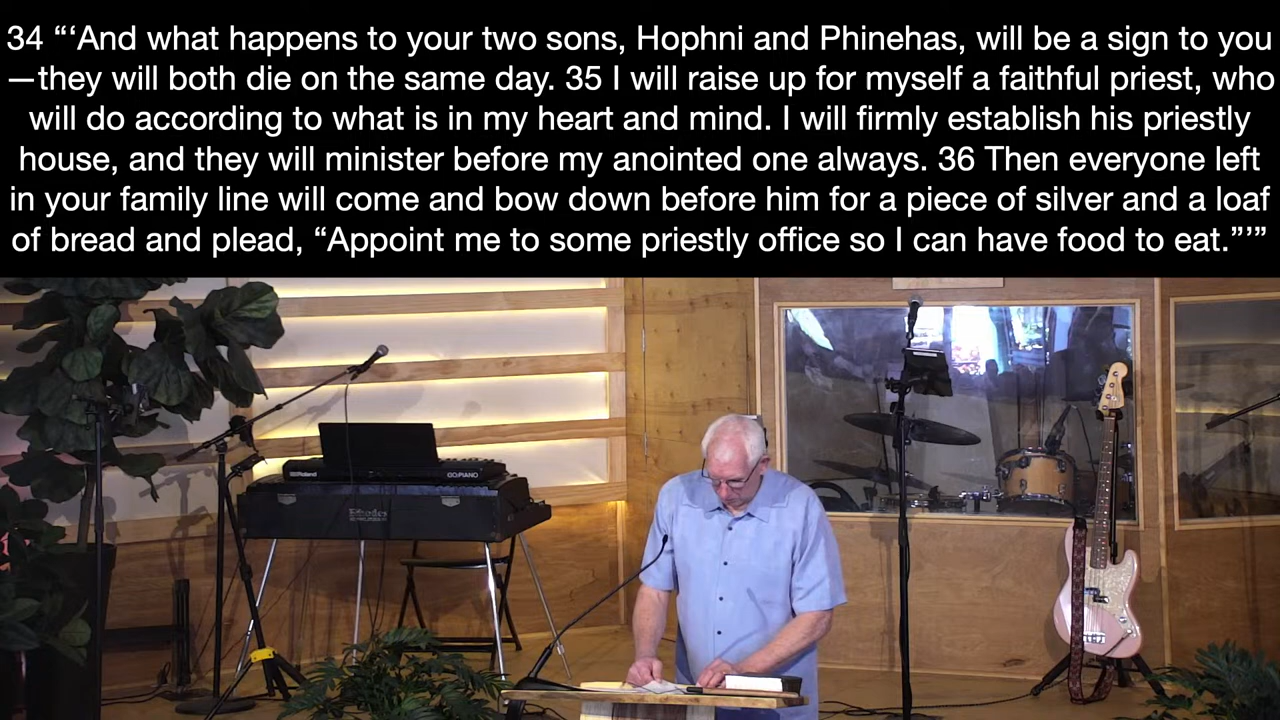 34 “‘And what happens to your two sons, Hophni and Phinehas, will be a sign to you
—they will both die on the same day. 35 I will raise up for myself a faithful priest, who
will do according to what is in my heart and mind. I will firmly establish his priestly
house, and they will minister before my anointed one always. 36 Then everyone left
in your family line will come and bow down before him for a piece of silver and a loaf
of bread and plead, “Appoint me to some priestly office so I can have food to eat.”’”
Roland
GO:PIANO
Rhodes